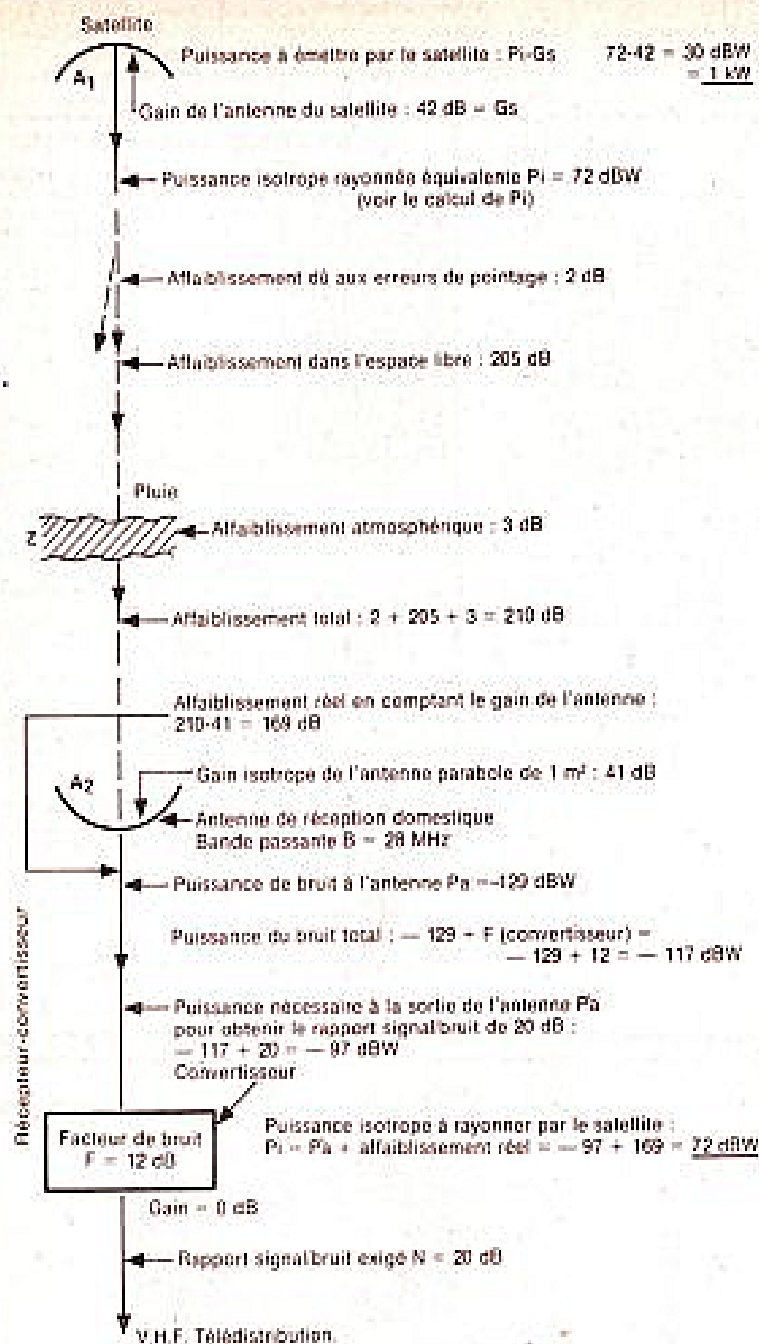 Satellite
Puissance à émettre par le satellite : Pi-Gs 72-42 = 30 dBW
= 1 kW
A1
Gain de l'antenne du satellite : 42 dB = Gs
Puissance isotrope rayonnée équivalente Pi = 72 dBW
(voir le calcul de Pi)
Affaiblissement dû aux erreurs de pointage : 2 dB
Affaiblissement dans l'espace libre : 205 dB
Pluie
Z
Affaiblissement atmosphérique : 3 dB
Affaiblissement total : 2 + 205 + 3 = 210 dB
Affaiblissement réel en comptant le gain de l'antenne :
210-41 = 169 dB
A2
Gain isotrope de l'antenne parabole de 1 m² : 41 dB
Antenne de réception domestique
Bande passante B = 28 MHz
Puissance de bruit à l'antenne Pa = -129 dBW
Puissance du bruit total : — 129 + F (convertisseur) =
— 129 + 12 = — 117 dBW
Récepteur-convertisseur
Puissance nécessaire à la sortie de l'antenne P'a
pour obtenir le rapport signal/bruit de 20 dB :
— 117 + 20 = — 97 dBW
Convertisseur
Facteur de bruit
F = 12 dB
Puissance isotrope à rayonner par le satellite :
Pi = P'a + affaiblissement réel = — 97 + 169 = 72 dBW
Gain = 0 dB
Rapport signal/bruit exigé N = 20 dB
V.H.F. Télédistribution.